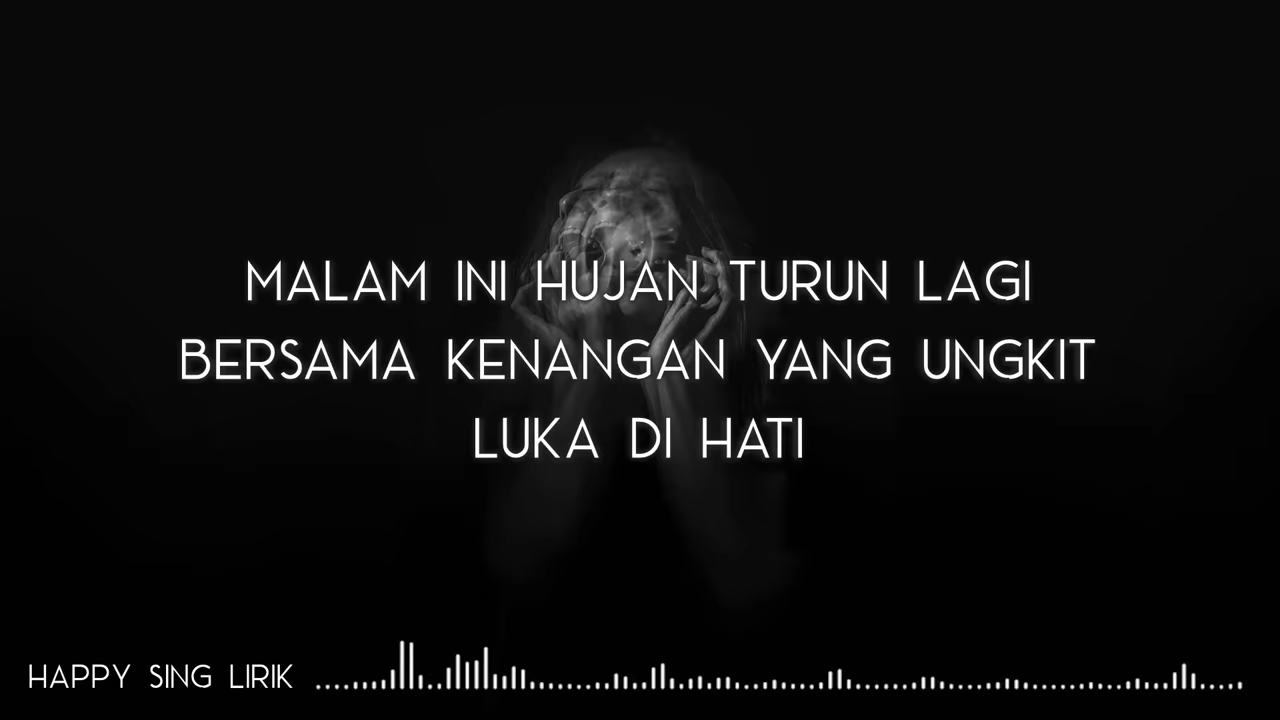 MALAM INI HUJAN TURUN LAGI
BERSAMA KENANGAN YANG UNGKIT
LUKA DI HATI
HAPPY SING LIRIK